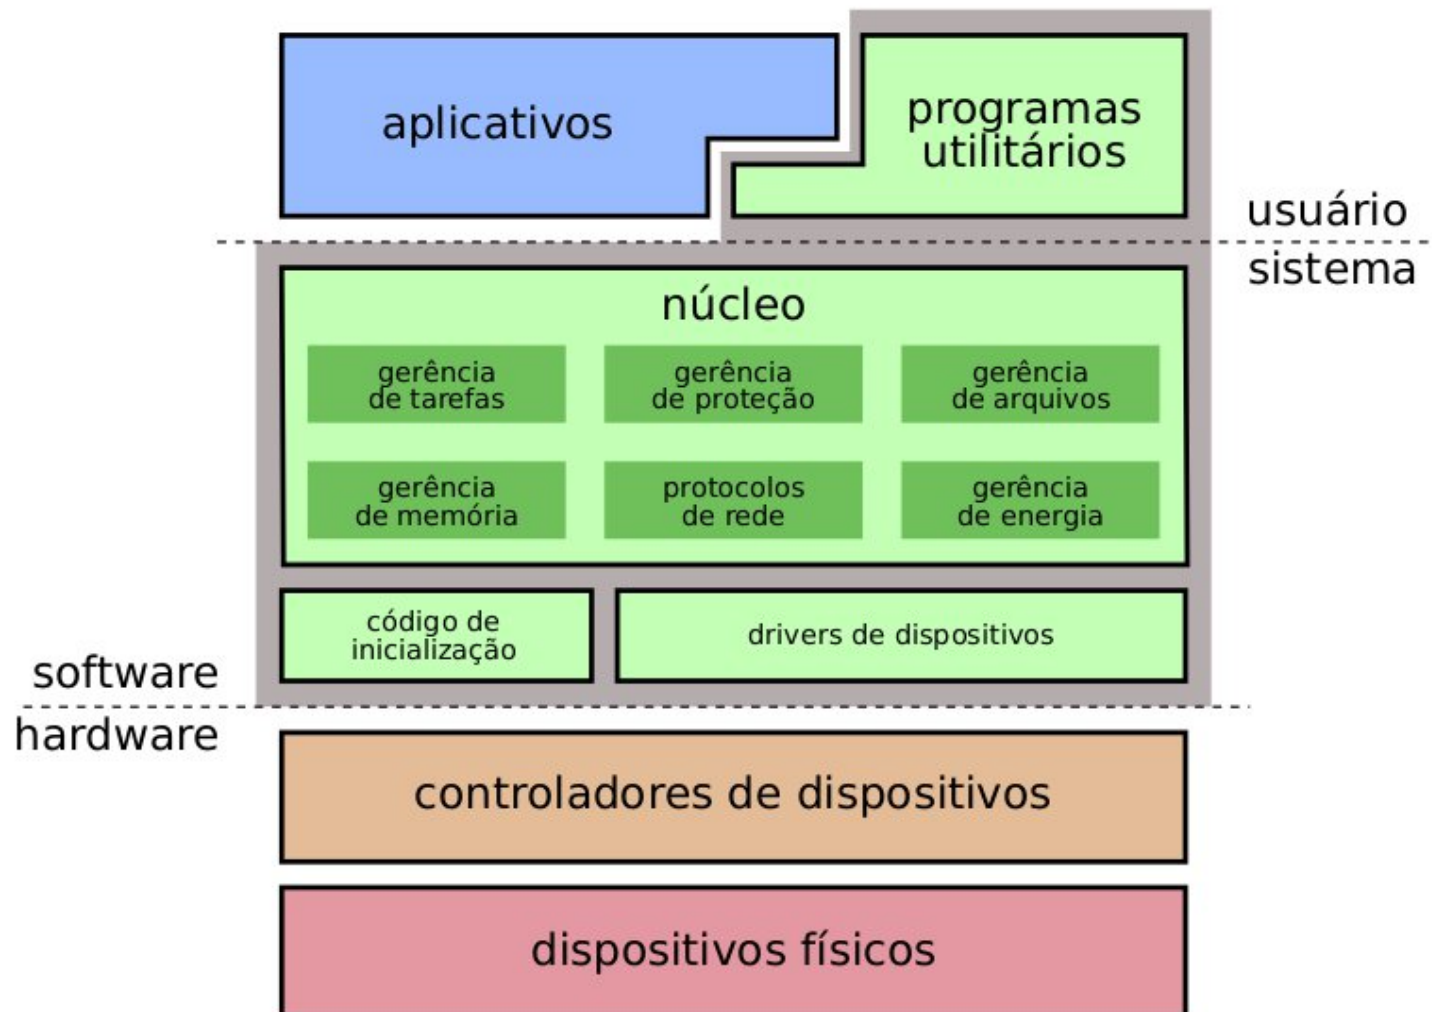 aplicativos
programas
utilitários
usuário
sistema
núcleo
gerência
de tarefas
gerência
de proteção
gerência
de arquivos
gerência
de memória
protocolos
de rede
gerência
de energia
código de
inicialização
drivers de dispositivos
software
hardware
controladores de dispositivos
dispositivos físicos